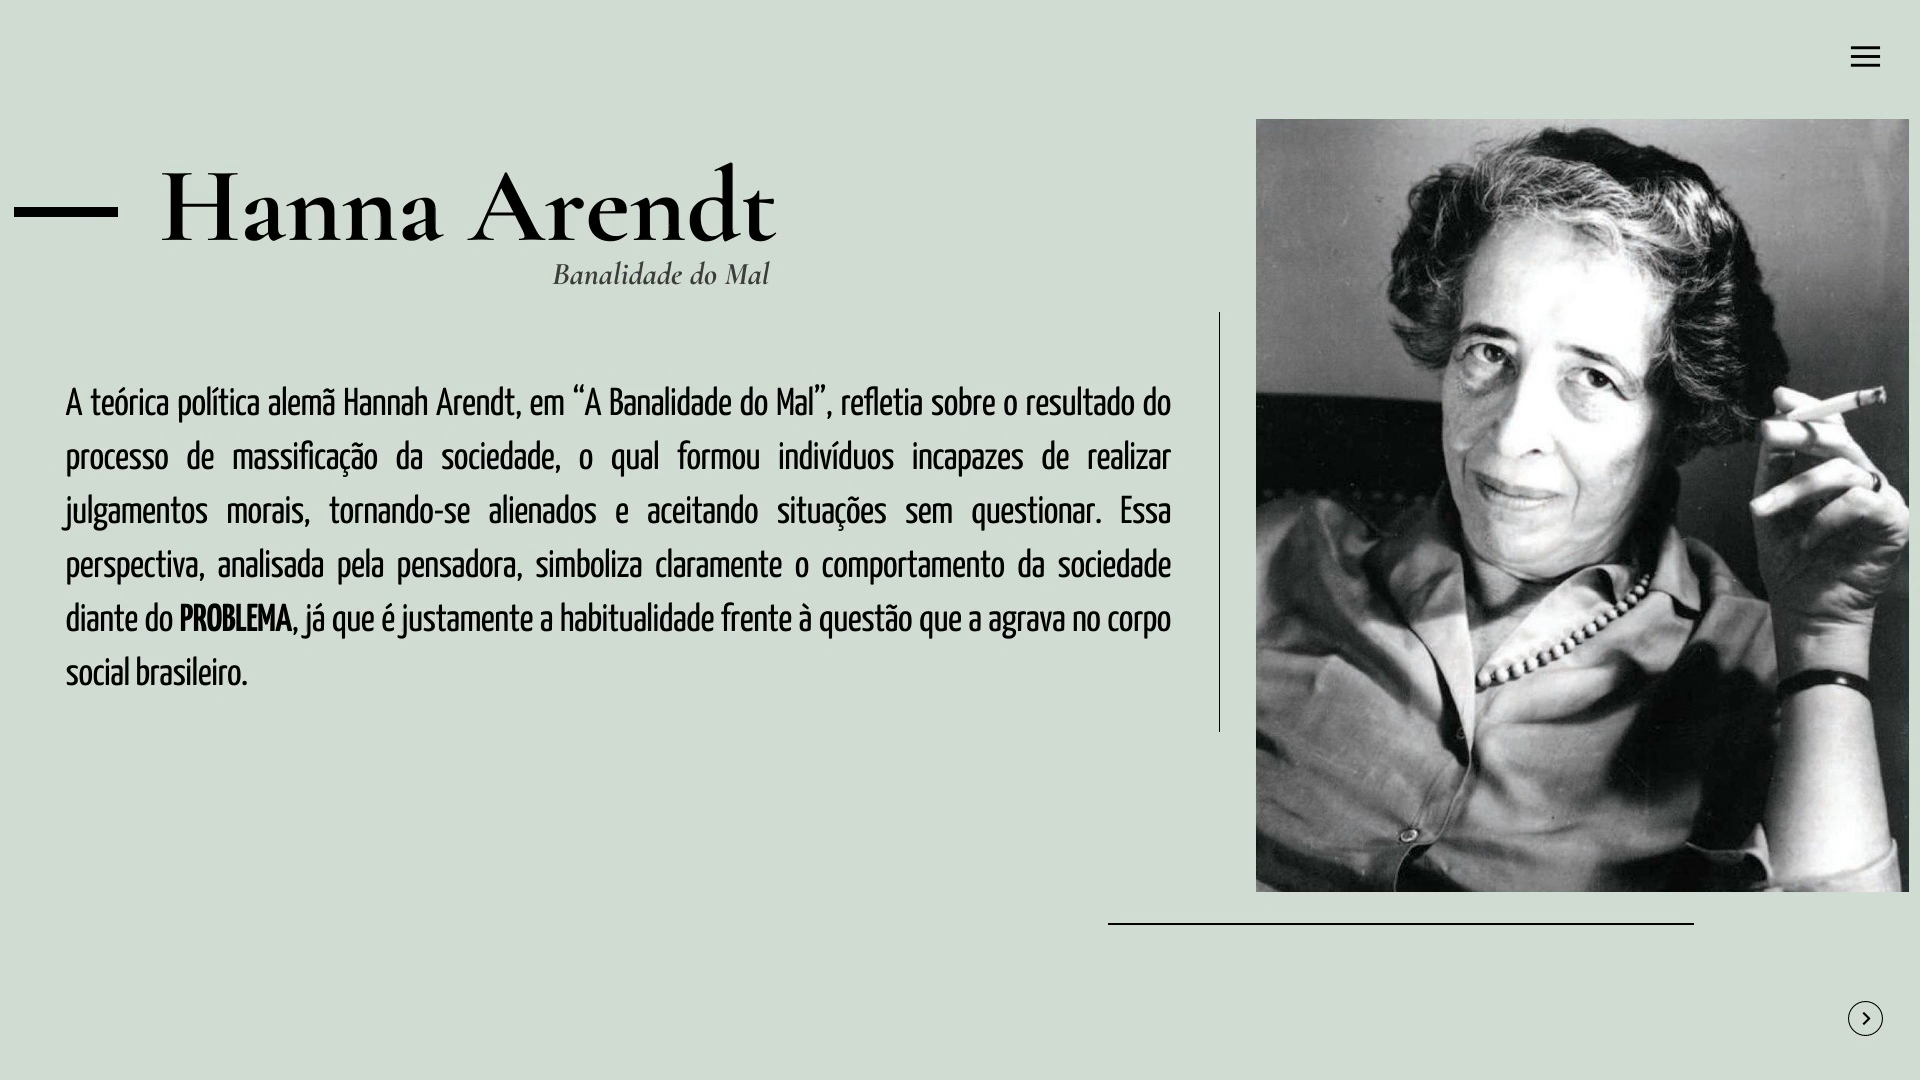 Hanna Arendt
Banalidade do Mal
A teórica política alemã Hannah Arendt, em “A Banalidade do Mal”, refletia sobre o resultado do
processo de massificação da sociedade, o qual formou indivíduos incapazes de realizar
julgamentos morais, tornando-se alienados e aceitando situações sem questionar. Essa
perspectiva, analisada pela pensadora, simboliza claramente o comportamento da sociedade
diante do PROBLEMA, já que é justamente a habitualidade frente à questão que a agrava no corpo
social brasileiro.